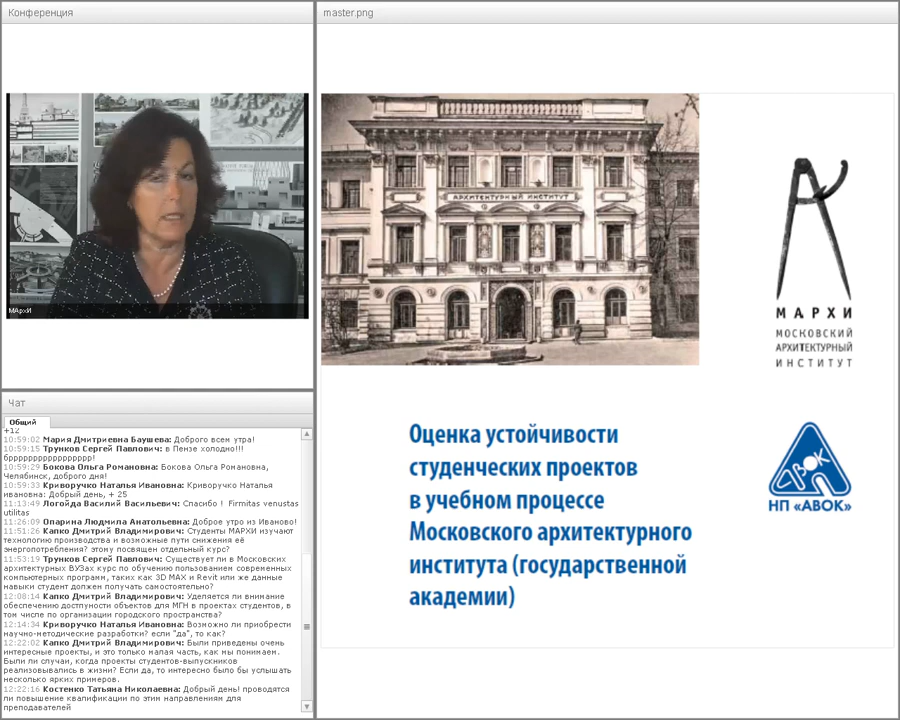 Конференция
МАрхИ
Чат
Общий
+12
10:59:02 Мария Дмитриевна Баушева: Доброго всем утра!
10:59:15 Трунков Сергей Павлович: в Пензе холодно!!!
брррррррррррррррррр!
10:59:29 Бокова Ольга Романовна: Бокова Ольга Романовна,
Челябинск, доброго дня!
10:59:33 Криворучко Наталья Ивановна: Криворучко Наталья
ивановна: Добрый день, + 25
11:13:49 Логойда Василий Васильевич: Спасибо ! Firmitas venustas
utilitas
11:26:09 Опарина Людмила Анатольевна: Доброе утро из Иваново!
11:51:26 Капко Дмитрий Владимирович: Студенты МАРХИ изучают
технологию производства и возможные пути снижения её
энергопотребления? этому посвящен отдельный курс?
11:53:19 Трунков Сергей Павлович: Существует ли в Московских
архитектурных ВУЗах курс по обучению пользованием современных
компьютерных программ, таких как 3D MAX и Revit или же данные
навыки студент должен получать самостоятельно?
12:08:14 Капко Дмитрий Владимирович: Уделяется ли внимание
обеспечению доступности объектов для МГН в проектах студентов, в
том числе по организации городского пространства?
12:14:34 Криворучко Наталья Ивановна: Возможно ли приобрести
научно-методические разработки? если "да", то как?
12:22:02 Капко Дмитрий Владимирович: Были приведены очень
интересные проекты, и это только малая часть, как мы понимаем.
Были ли случаи, когда проекты студентов-выпускников
реализовывались в жизни? Если да, то интересно было бы услышать
несколько ярких примеров.
12:22:16 Костенко Татьяна Николаевна: Добрый день! проводятся
ли повышение квалификации по этим направлениям для
преподавателей
master.png
АРХИТЕКТУРНЫЙ ИНСТИТУТ
МАРХИ
МОСКОВСКИЙ
АРХИТЕКТУРНЫЙ
ИНСТИТУТ
Оценка устойчивости
студенческих проектов
в учебном процессе
Московского архитектурного
института (государственной
академии)
АВОК
НП «АВОК»